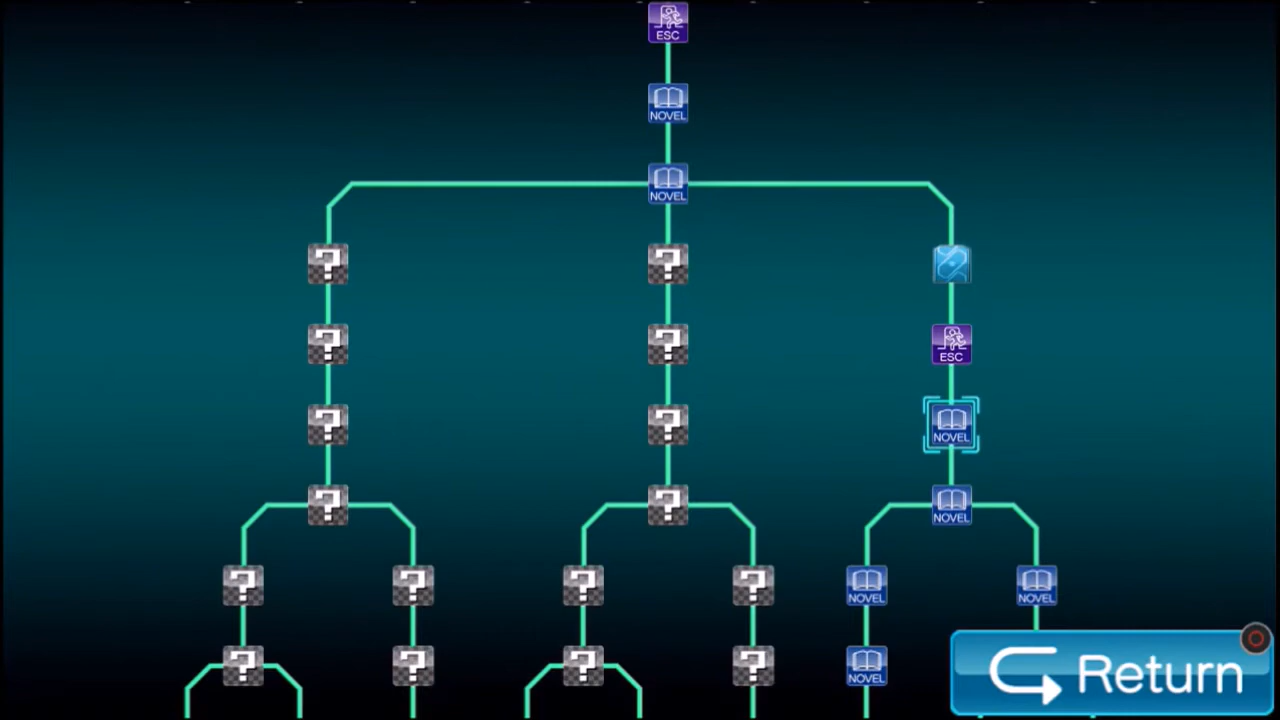 ESC
NOVEL
NOVEL
? ?
? ? ESC
? ? NOVEL
? ? NOVEL
? ? ? ? NOVEL NOVEL
? ? ? ? NOVEL
Return